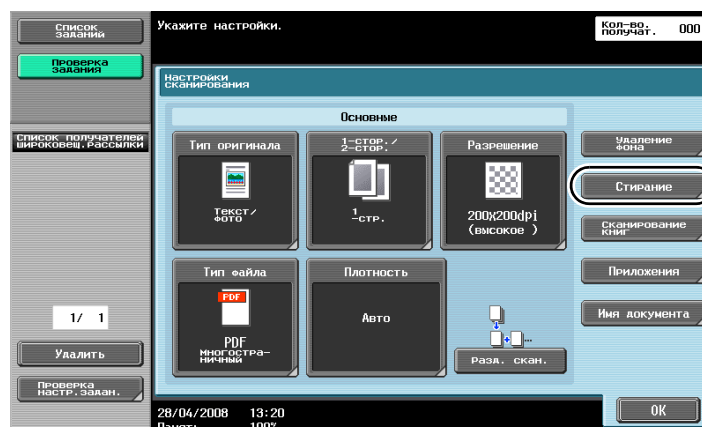 Список
заданий
Укажите настройки.
Кол-во.
получат.
000
Проверка
задания
Настройки
сканирования
Основные
Список получателей
широковещ.рассылки
Тип оригинала
1-СТОР./
2-СТОР.
Разрешение
Удаление
фона
Стирание
Текст/
Фото
1
-СТР.
200X200dpi
(высокое )
Сканирование
книг
Тип файла
Плотность
Приложения
PDF
1/ 1
Авто
Имя документа
PDF
многостра-
ничный
Удалить
Разд. скан.
Проверка
настр.задан.
28/04/2008 13:20
Память 100%
OK